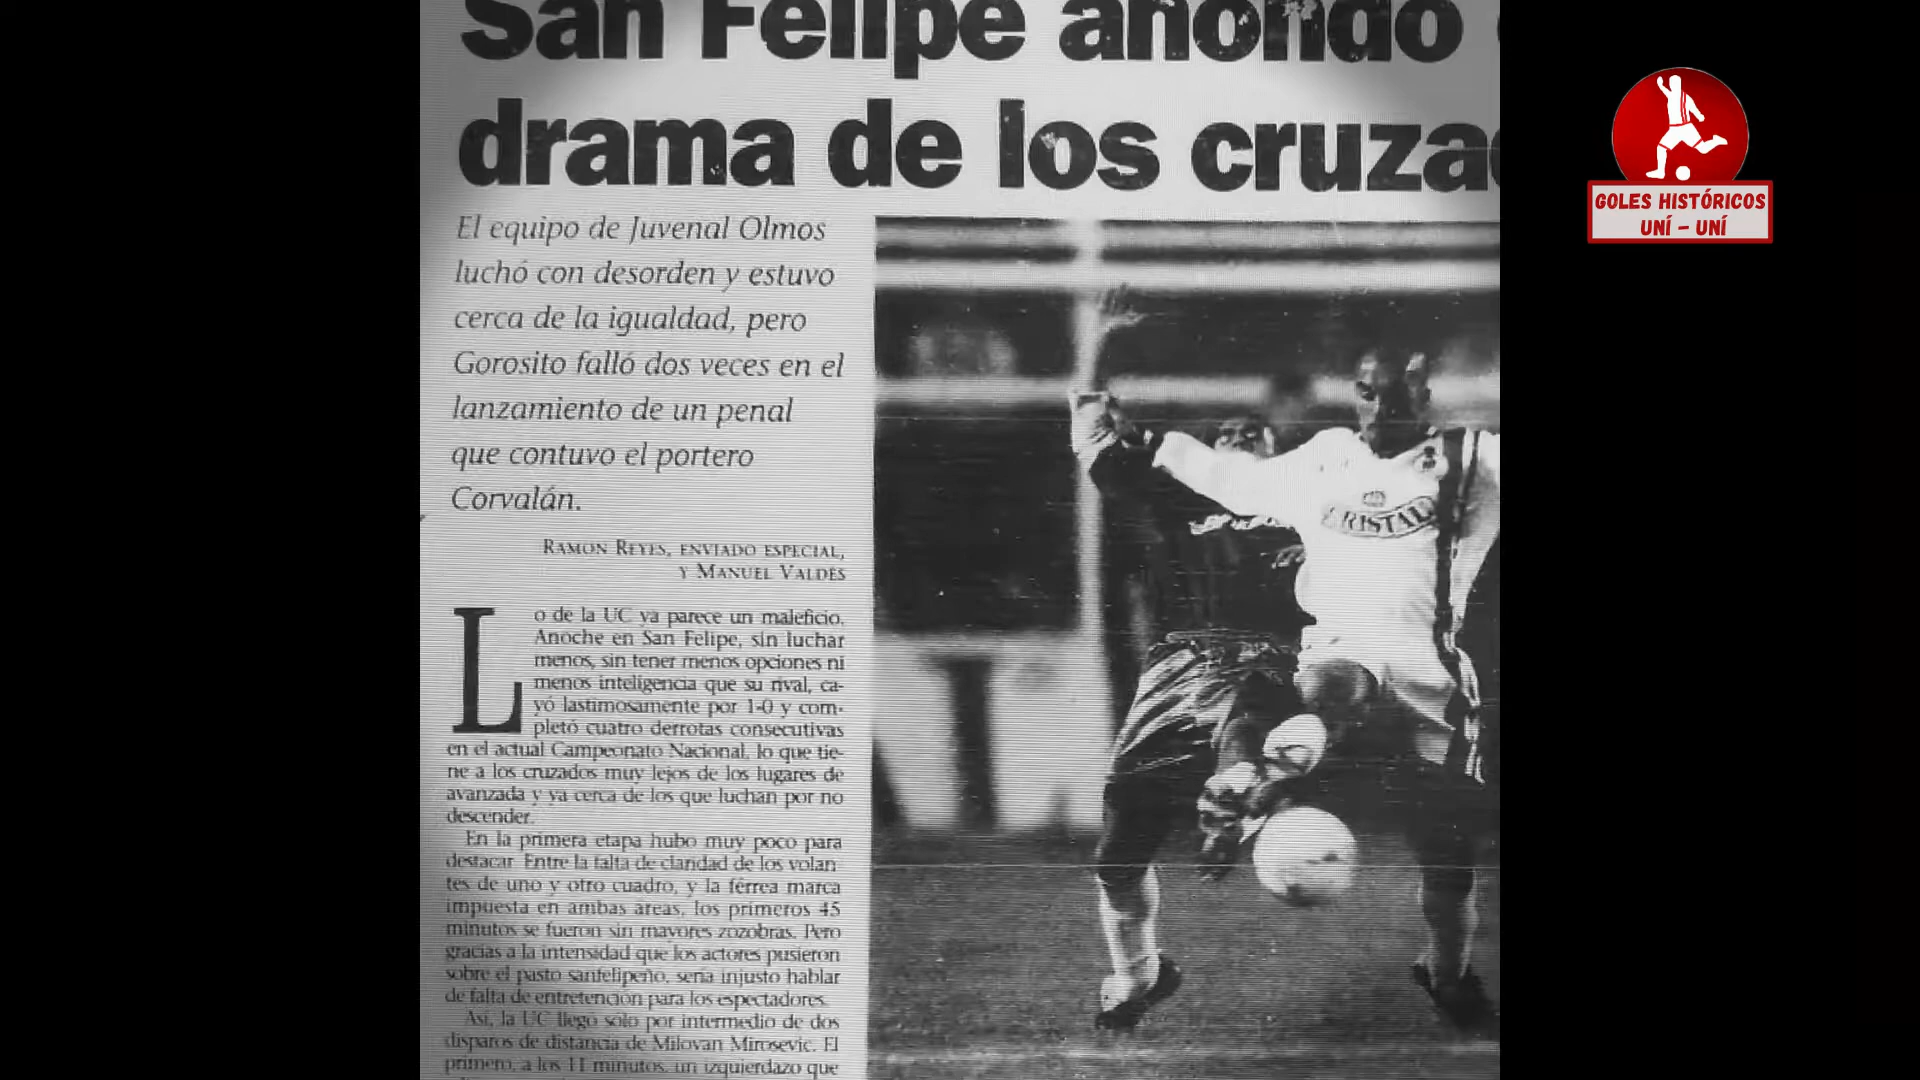 San Felipe ahondó
drama de los cruza
El equipo de Juvenal Olmos
luchó con desorden y estuvo
cerca de la igualdad, pero
Gorosito falló dos veces en el
lanzamiento de un penal
que contuvo el portero
Corvalán.
RAMON REYES, ENVIADO ESPECIAL,
Y MANUEL VALDÉS
Lo de la UC ya parece un maleficio.
Anoche en San Felipe, sin luchar
menos, sin tener menos opciones ni
menos inteligencia que su rival, ca-
yó lastimosamente por 1-0 y com-
pletó cuatro derrotas consecutivas
en el actual Campeonato Nacional, lo que tie-
ne a los cruzados muy lejos de los lugares de
avanzada y ya cerca de los que luchan por no
descender.
En la primera etapa hubo muy poco para
destacar. Entre la falta de claridad de los volan-
tes de uno y otro cuadro, y la férrea marca
impuesta en ambas áreas, los primeros 45
minutos se fueron sin mayores zozobras. Pero
gracias a la intensidad que los actores pusieron
sobre el pasto sanfelipeño, sería injusto hablar
de falta de entretención para los espectadores.
Así, la UC llegó sólo por intermedio de dos
disparos de distancia de Milovan Mirosevic. El
primero, a los 11 minutos, un izquierdazo que
CRISTAL
GOLES HISTÓRICOS
UNÍ – UNÍ